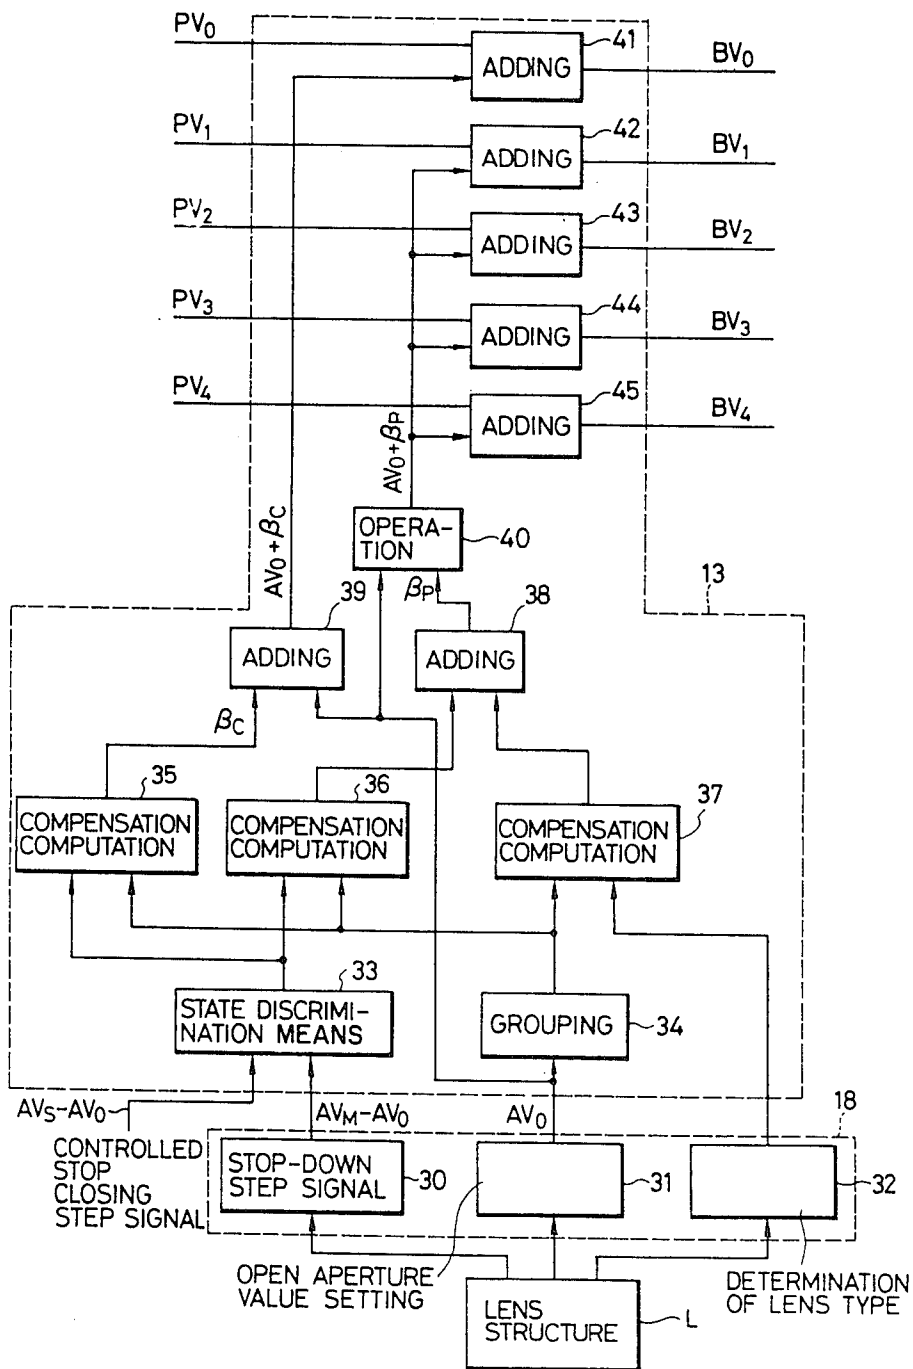 PV0
41
ADDING
BV0
PV1
42
ADDING
BV1
PV2
43
ADDING
BV2
PV3
44
ADDING
BV3
PV4
45
ADDING
BV4
AV0+βP
AV0+βC
OPERA-
TION
40
βP
13
39
ADDING
38
ADDING
βC
35
COMPENSATION
COMPUTATION
36
COMPENSATION
COMPUTATION
37
COMPENSATION
COMPUTATION
33
STATE DISCRIMI-
NATION MEANS
GROUPING
34
AVS-AV0
AVM-AV0
AV0
18
CONTROLLED
STOP
CLOSING
STEP SIGNAL
STOP-DOWN
STEP SIGNAL
30
31
32
OPEN APERTURE
VALUE SETTING
DETERMINATION
OF LENS TYPE
LENS
STRUCTURE
L